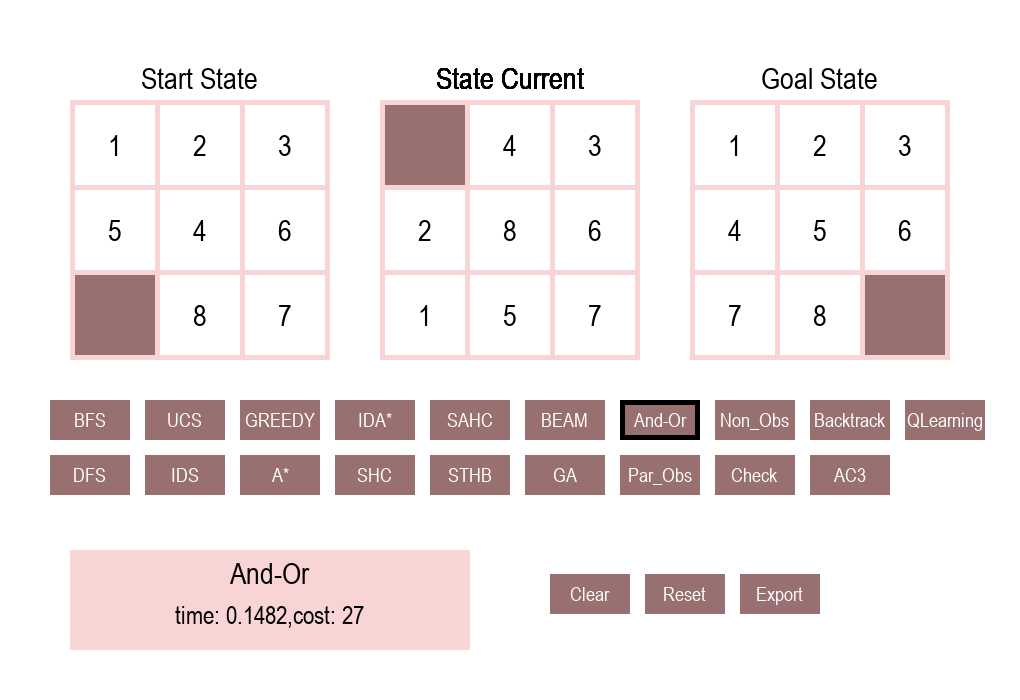 Start State State Current Goal State
1 2 3 4 3 1 2 3
5 4 6 2 8 6 4 5 6
8 7 1 5 7 7 8
BFS UCS GREEDY IDA* SAHC BEAM And-Or Non_Obs Backtrack QLearning
DFS IDS A* SHC STHB GA Par_Obs Check AC3
And-Or
time: 0.1482,cost: 27
Clear Reset Export